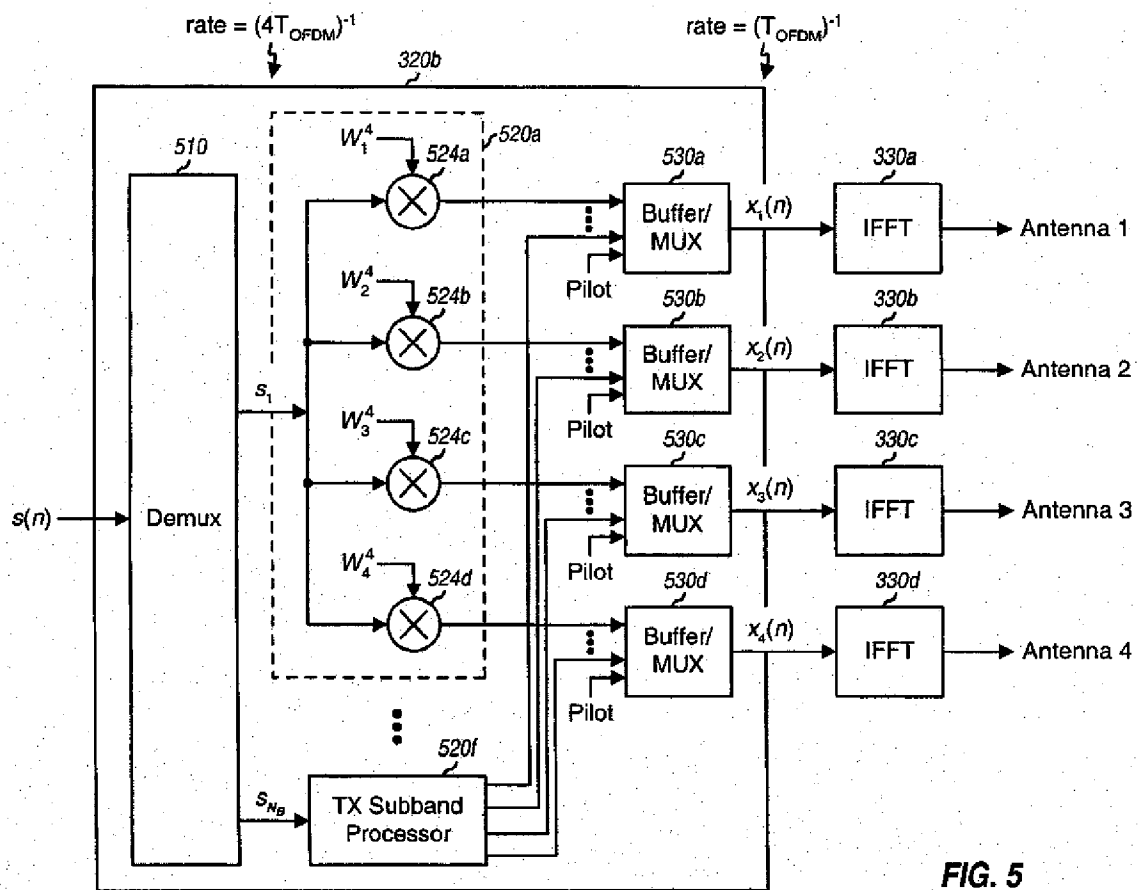 rate = (4T_OFDM)^-1
rate = (T_OFDM)^-1
320b
510
520a
W_1^4
524a
530a
Buffer/
MUX
x_1(n)
330a
IFFT
Antenna 1
Pilot
W_2^4
524b
530b
Buffer/
MUX
x_2(n)
330b
IFFT
Antenna 2
Pilot
s_1
W_3^4
524c
530c
Buffer/
MUX
x_3(n)
330c
IFFT
Antenna 3
Pilot
s(n)
Demux
W_4^4
524d
530d
Buffer/
MUX
x_4(n)
330d
IFFT
Antenna 4
Pilot
520f
s_N_B
TX Subband
Processor
FIG. 5